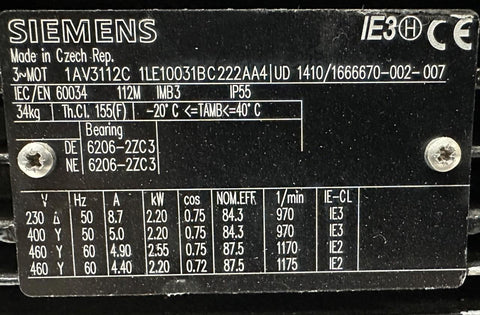 SIEMENS IE3 H CE
Made in Czech Rep.
3~MOT 1AV3112C 1LE10031BC222AA4 UD 1410/1666670-002-007
IEC/EN 60034 112M IMB3 IP55
34kg Th.Cl. 155(F) -20°C <=TAMB<=40°C
Bearing
DE 6206-2ZC3
NE 6206-2ZC3
V Hz A kW cos NOM.EFF 1/min IE-CL
230 Δ 50 8.7 2.20 0.75 84.3 970 IE3
400 Y 50 5.0 2.20 0.75 84.3 970 IE3
460 Y 60 4.90 2.55 0.75 87.5 1170 IE2
460 Y 60 4.40 2.20 0.72 87.5 1175 IE2